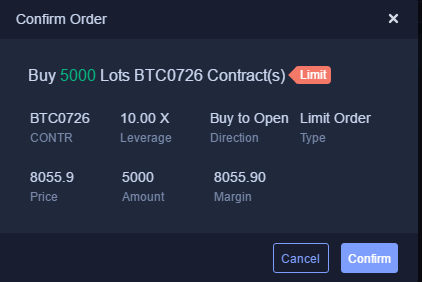 Confirm Order ×
Buy 5000 Lots BTC0726 Contract(s) Limit
BTC0726 10.00 X Buy to Open Limit Order
CONTR Leverage Direction Type
8055.9 5000 8055.90
Price Amount Margin
Cancel Confirm